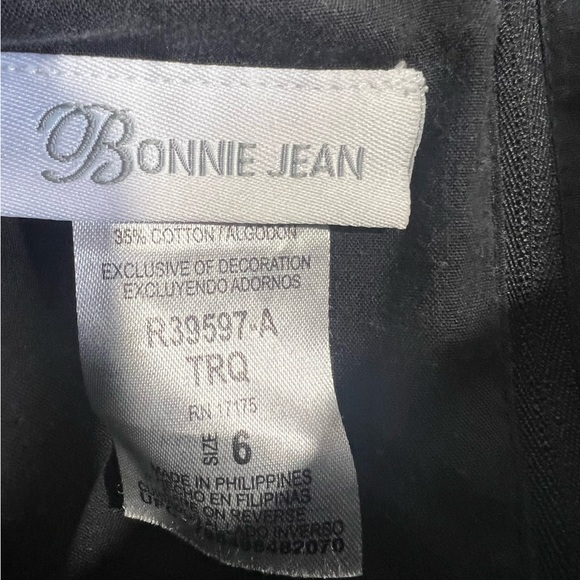 BONNIE JEAN
35% COTTON / ALGODON
EXCLUSIVE OF DECORATION
EXCLUYENDO ADORNOS
R39597-A
TRQ
RN 17175
SIZE 6
MADE IN PHILIPPINES
HECHO EN FILIPINAS
ON REVERSE
INVERSO